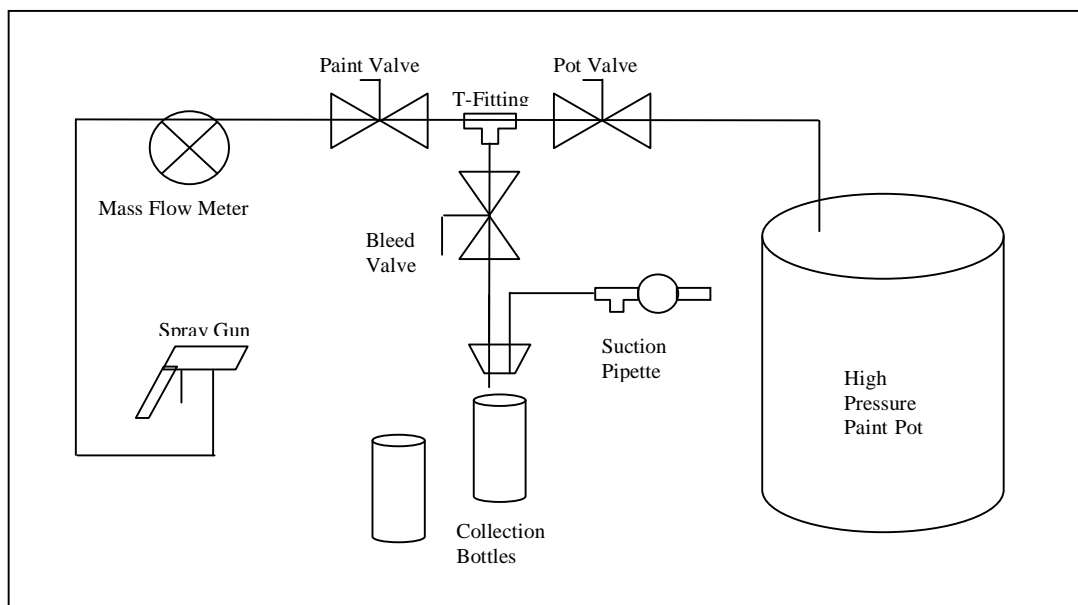 Paint Valve
Pot Valve
T-Fitting
Mass Flow Meter
Bleed
Valve
Spray Gun
Suction
Pipette
High
Pressure
Paint Pot
Collection
Bottles